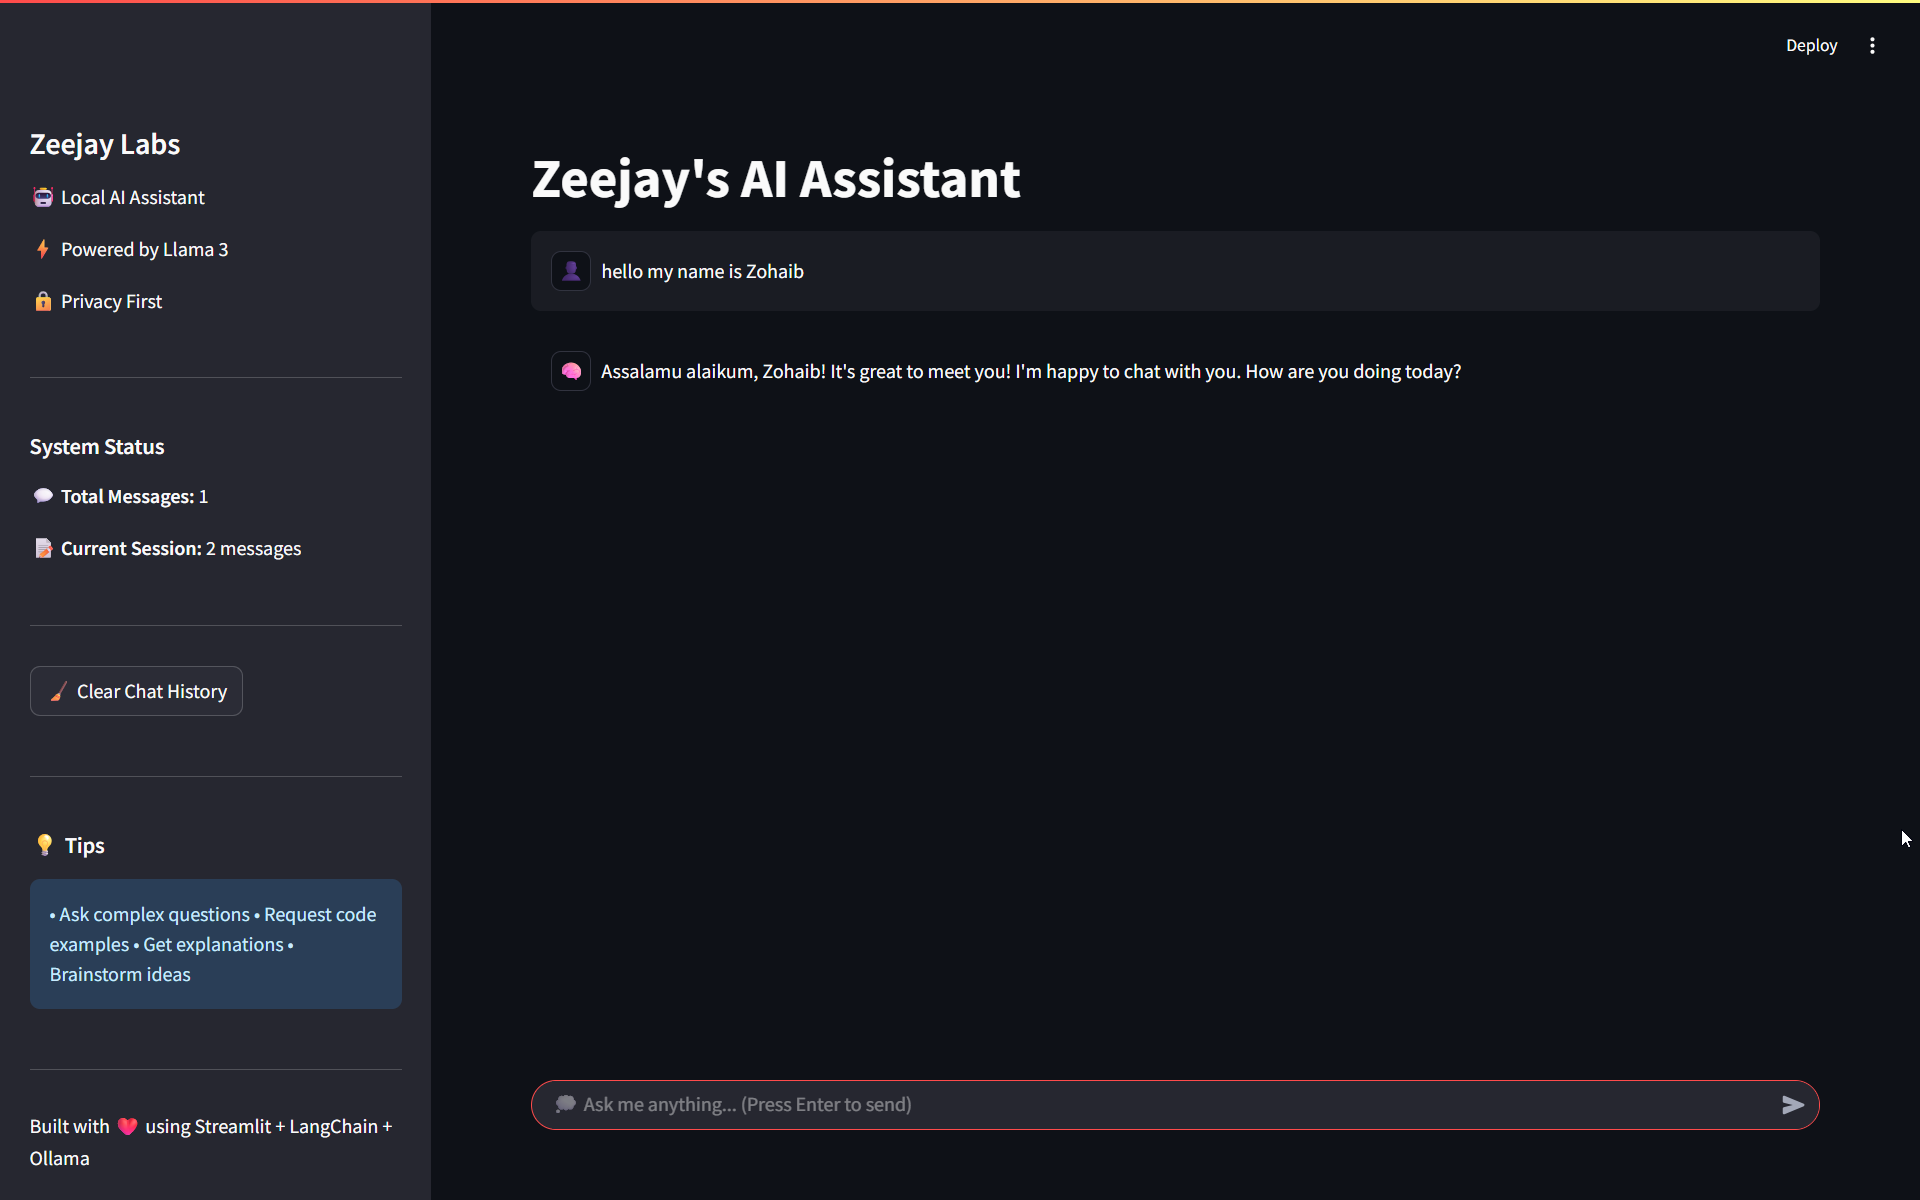 Deploy
Zeejay Labs
Local AI Assistant
Powered by Llama 3
Privacy First
System Status
Total Messages: 1
Current Session: 2 messages
Clear Chat History
Tips
• Ask complex questions • Request code
examples • Get explanations •
Brainstorm ideas
Built with ❤️ using Streamlit + LangChain +
Ollama
Zeejay's AI Assistant
hello my name is Zohaib
Assalamu alaikum, Zohaib! It's great to meet you! I'm happy to chat with you. How are you doing today?
Ask me anything... (Press Enter to send)